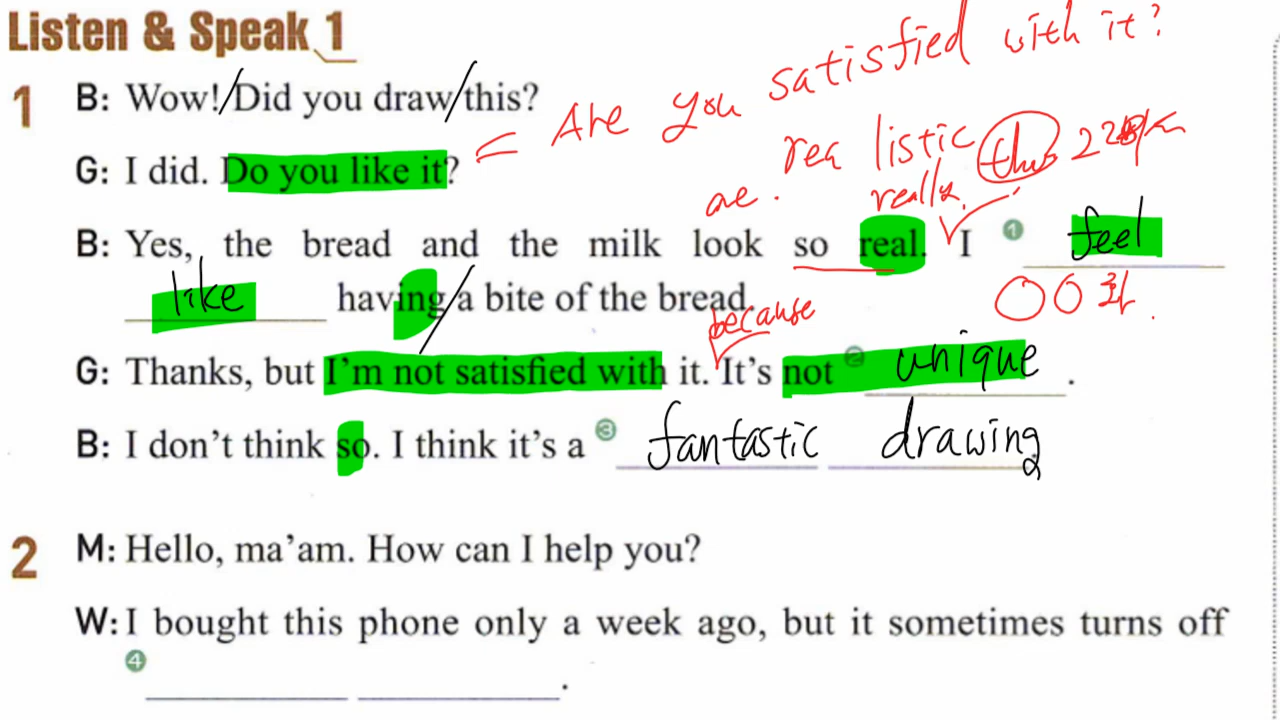 Listen & Speak 1
Are you satisfied with it?
1 B: Wow!/Did you draw/this?
G: I did. Do you like it?
realistic
thus
are.
B: Yes, the bread and the milk look so real. I ① feel
like having/a bite of the bread.
because
G: Thanks, but I'm not satisfied with it. It's not ② unique.
B: I don't think so. I think it's a ③ fantastic drawing
2 M: Hello, ma'am. How can I help you?
W: I bought this phone only a week ago, but it sometimes turns off
④ .